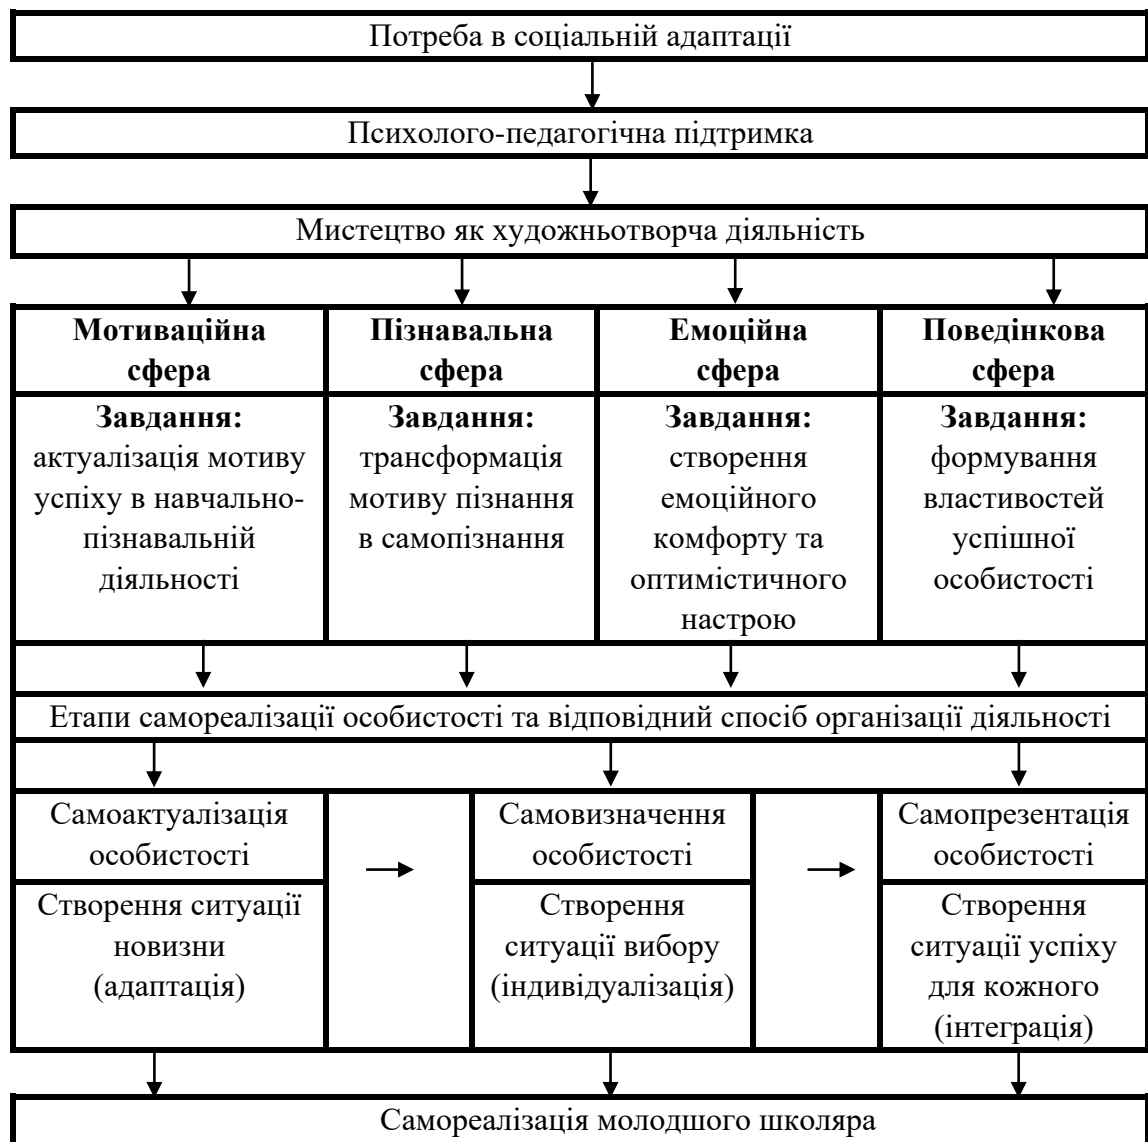 Потреба в соціальній адаптації
Психолого-педагогічна підтримка
Мистецтво як художньотворча діяльність
Мотиваційна
сфера
Пізнавальна
сфера
Емоційна
сфера
Поведінкова
сфера
Завдання:
актуалізація мотиву
успіху в навчально-
пізнавальній
діяльності
Завдання:
трансформація
мотиву пізнання
в самопізнання
Завдання:
створення
емоційного
комфорту та
оптимістичного
настрою
Завдання:
формування
властивостей
успішної
особистості
Етапи самореалізації особистості та відповідний спосіб організації діяльності
Самоактуалізація
особистості
Самовизначення
особистості
Самопрезентація
особистості
Створення ситуації
новизни
(адаптація)
Створення
ситуації вибору
(індивідуалізація)
Створення
ситуації успіху
для кожного
(інтеграція)
Самореалізація молодшого школяра